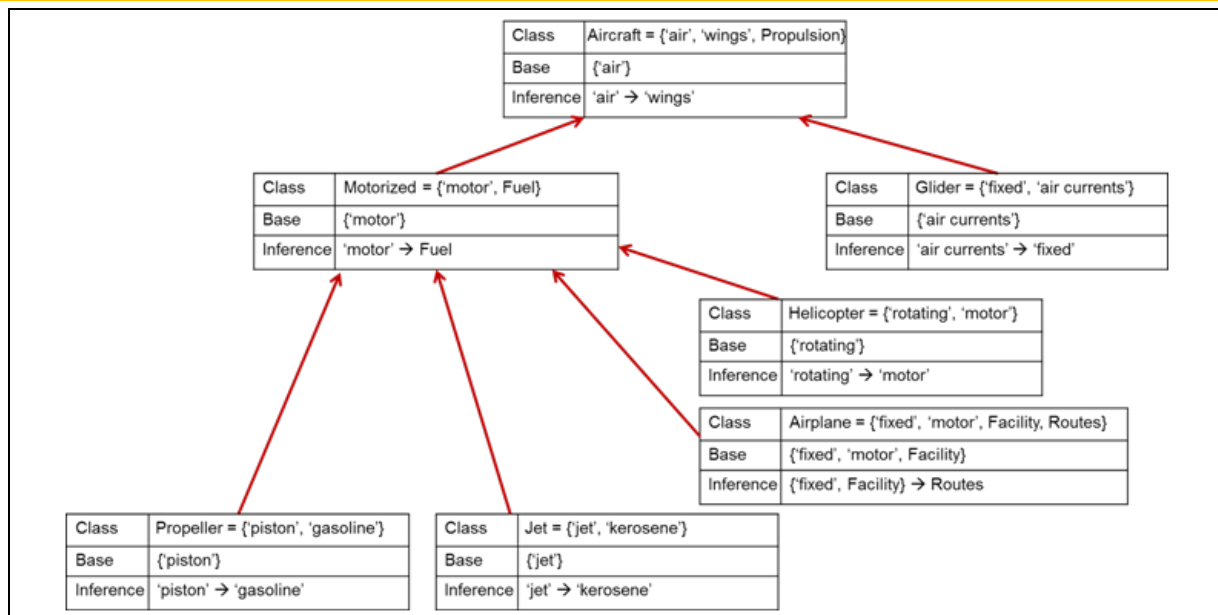 Class Aircraft = {‘air’, ‘wings’, Propulsion}
Base {‘air’}
Inference ‘air’ → ‘wings’
Class Motorized = {‘motor’, Fuel}
Base {‘motor’}
Inference ‘motor’ → Fuel
Class Glider = {‘fixed’, ‘air currents’}
Base {‘air currents’}
Inference ‘air currents’ → ‘fixed’
Class Helicopter = {‘rotating’, ‘motor’}
Base {‘rotating’}
Inference ‘rotating’ → ‘motor’
Class Airplane = {‘fixed’, ‘motor’, Facility, Routes}
Base {‘fixed’, ‘motor’, Facility}
Inference {‘fixed’, Facility} → Routes
Class Propeller = {‘piston’, ‘gasoline’}
Base {‘piston’}
Inference ‘piston’ → ‘gasoline’
Class Jet = {‘jet’, ‘kerosene’}
Base {‘jet’}
Inference ‘jet’ → ‘kerosene’